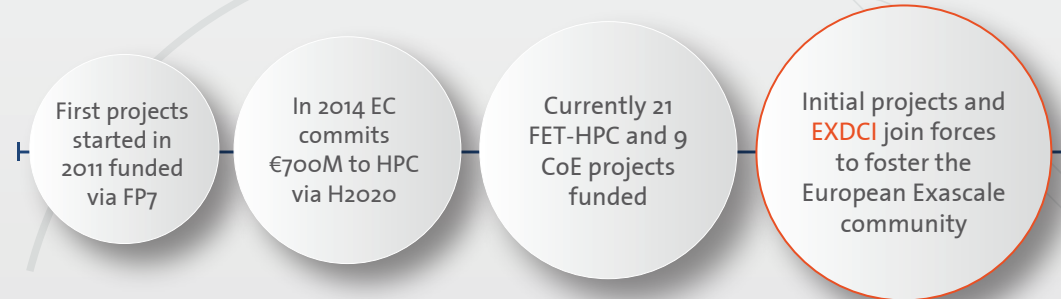 First projects
started in
2011 funded
via FP7
In 2014 EC
commits
€700M to HPC
via H2020
Currently 21
FET-HPC and 9
CoE projects
funded
Initial projects and
EXDCI join forces
to foster the
European Exascale
community